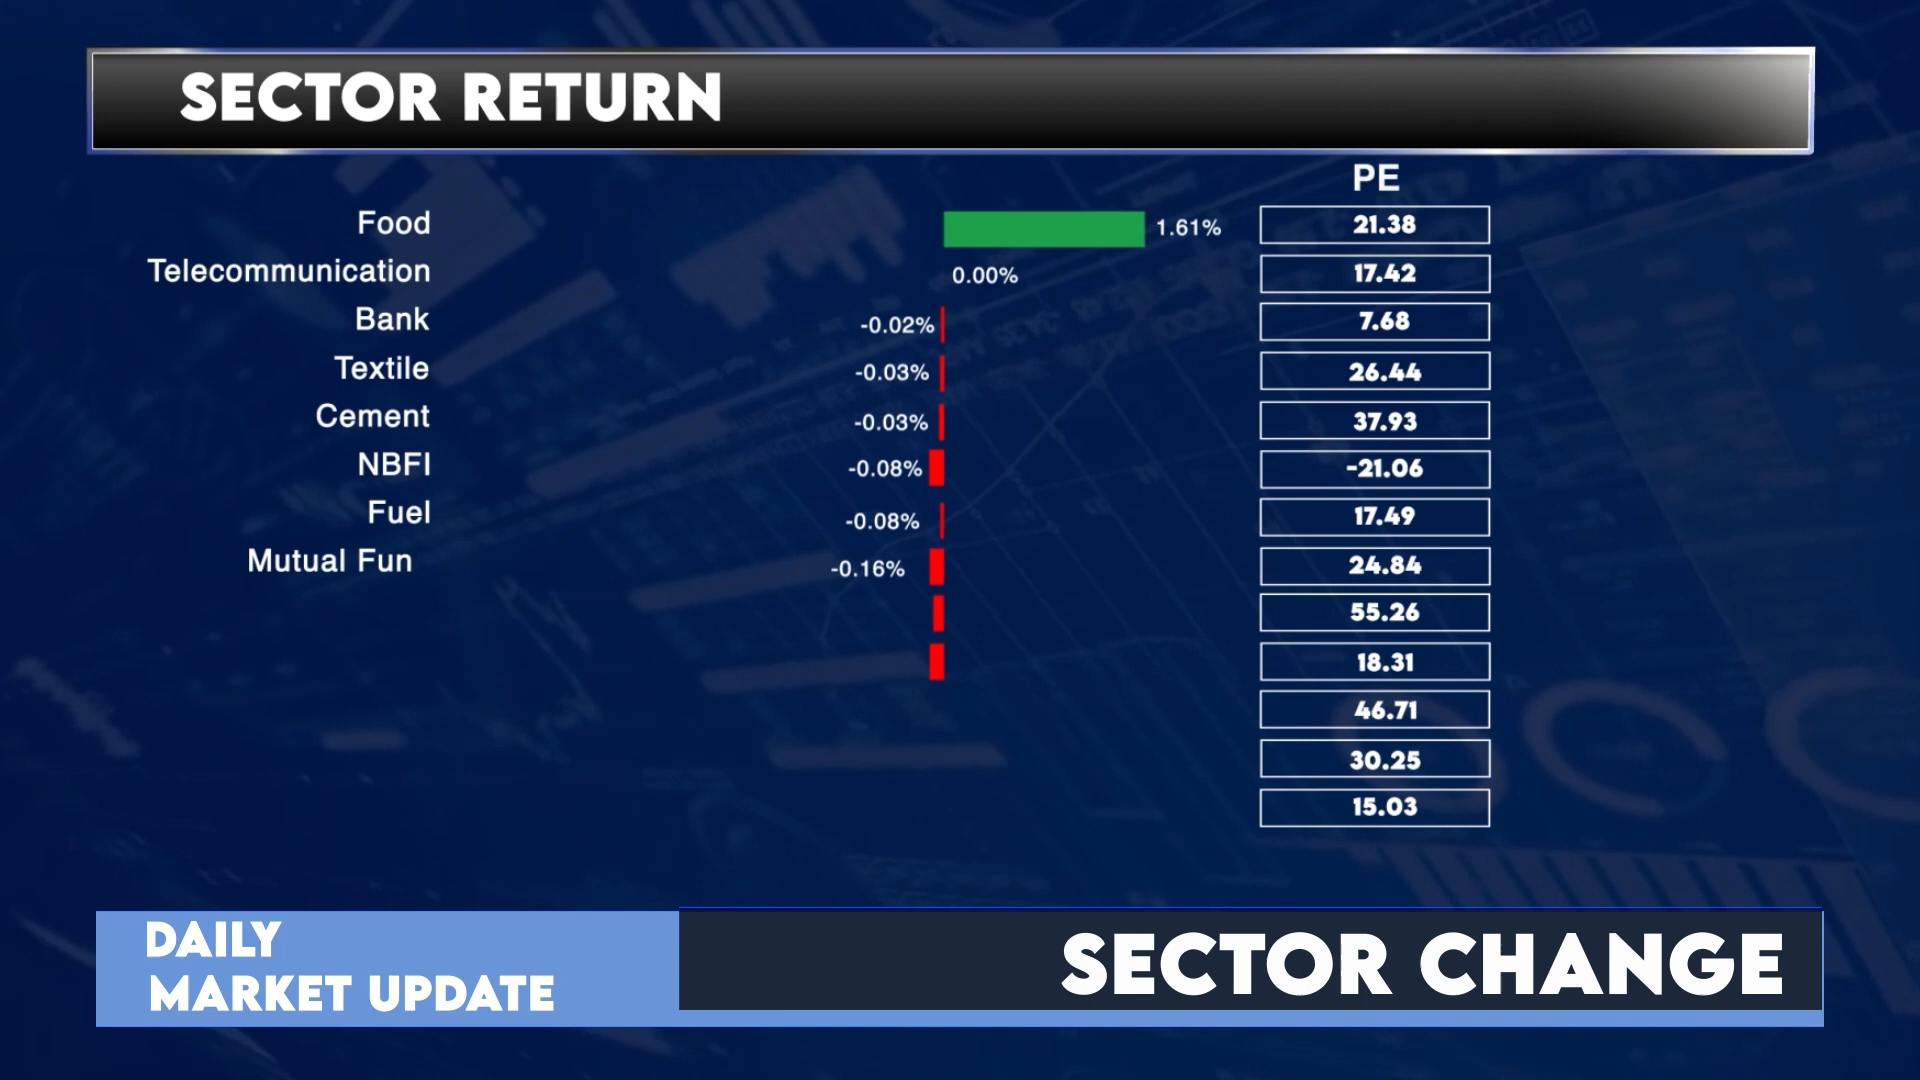 SECTOR RETURN
PE
Food 1.61% 21.38
Telecommunication 0.00% 17.42
Bank -0.02% 7.68
Textile -0.03% 26.44
Cement -0.03% 37.93
NBFI -0.08% -21.06
Fuel -0.08% 17.49
Mutual Fun -0.16% 24.84
55.26
18.31
46.71
30.25
15.03
DAILY
MARKET UPDATE
SECTOR CHANGE